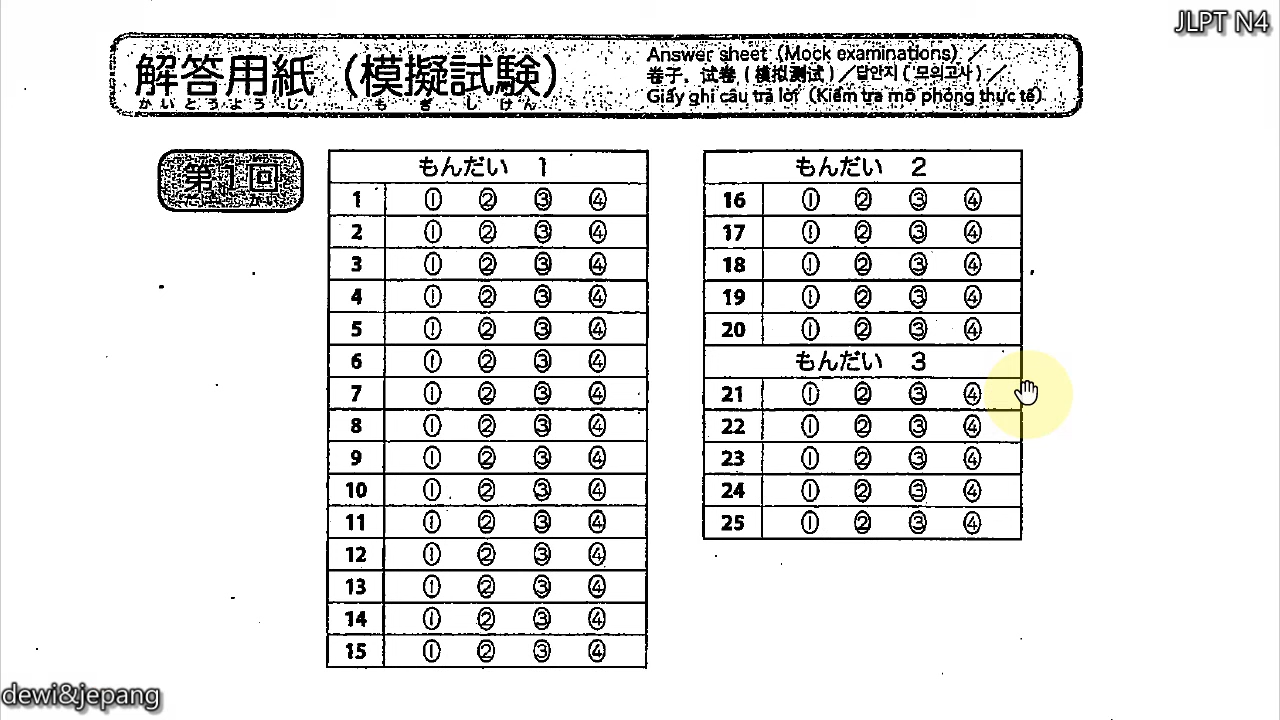 JLPT N4
解答用紙（模擬試験）
かいとうようし もぎしけん
Answer sheet (Mock examinations) ／
卷子．试卷（模拟测试）／답안지（모의고사）／
Giấy ghi câu trả lời（Kiểm tra mô phỏng thực tế）
第1回
だい かい
もんだい 1
1 ① ② ③ ④
2 ① ② ③ ④
3 ① ② ③ ④
4 ① ② ③ ④
5 ① ② ③ ④
6 ① ② ③ ④
7 ① ② ③ ④
8 ① ② ③ ④
9 ① ② ③ ④
10 ① ② ③ ④
11 ① ② ③ ④
12 ① ② ③ ④
13 ① ② ③ ④
14 ① ② ③ ④
15 ① ② ③ ④
もんだい 2
16 ① ② ③ ④
17 ① ② ③ ④
18 ① ② ③ ④
19 ① ② ③ ④
20 ① ② ③ ④
もんだい 3
21 ① ② ③ ④
22 ① ② ③ ④
23 ① ② ③ ④
24 ① ② ③ ④
25 ① ② ③ ④
dewi&jepang